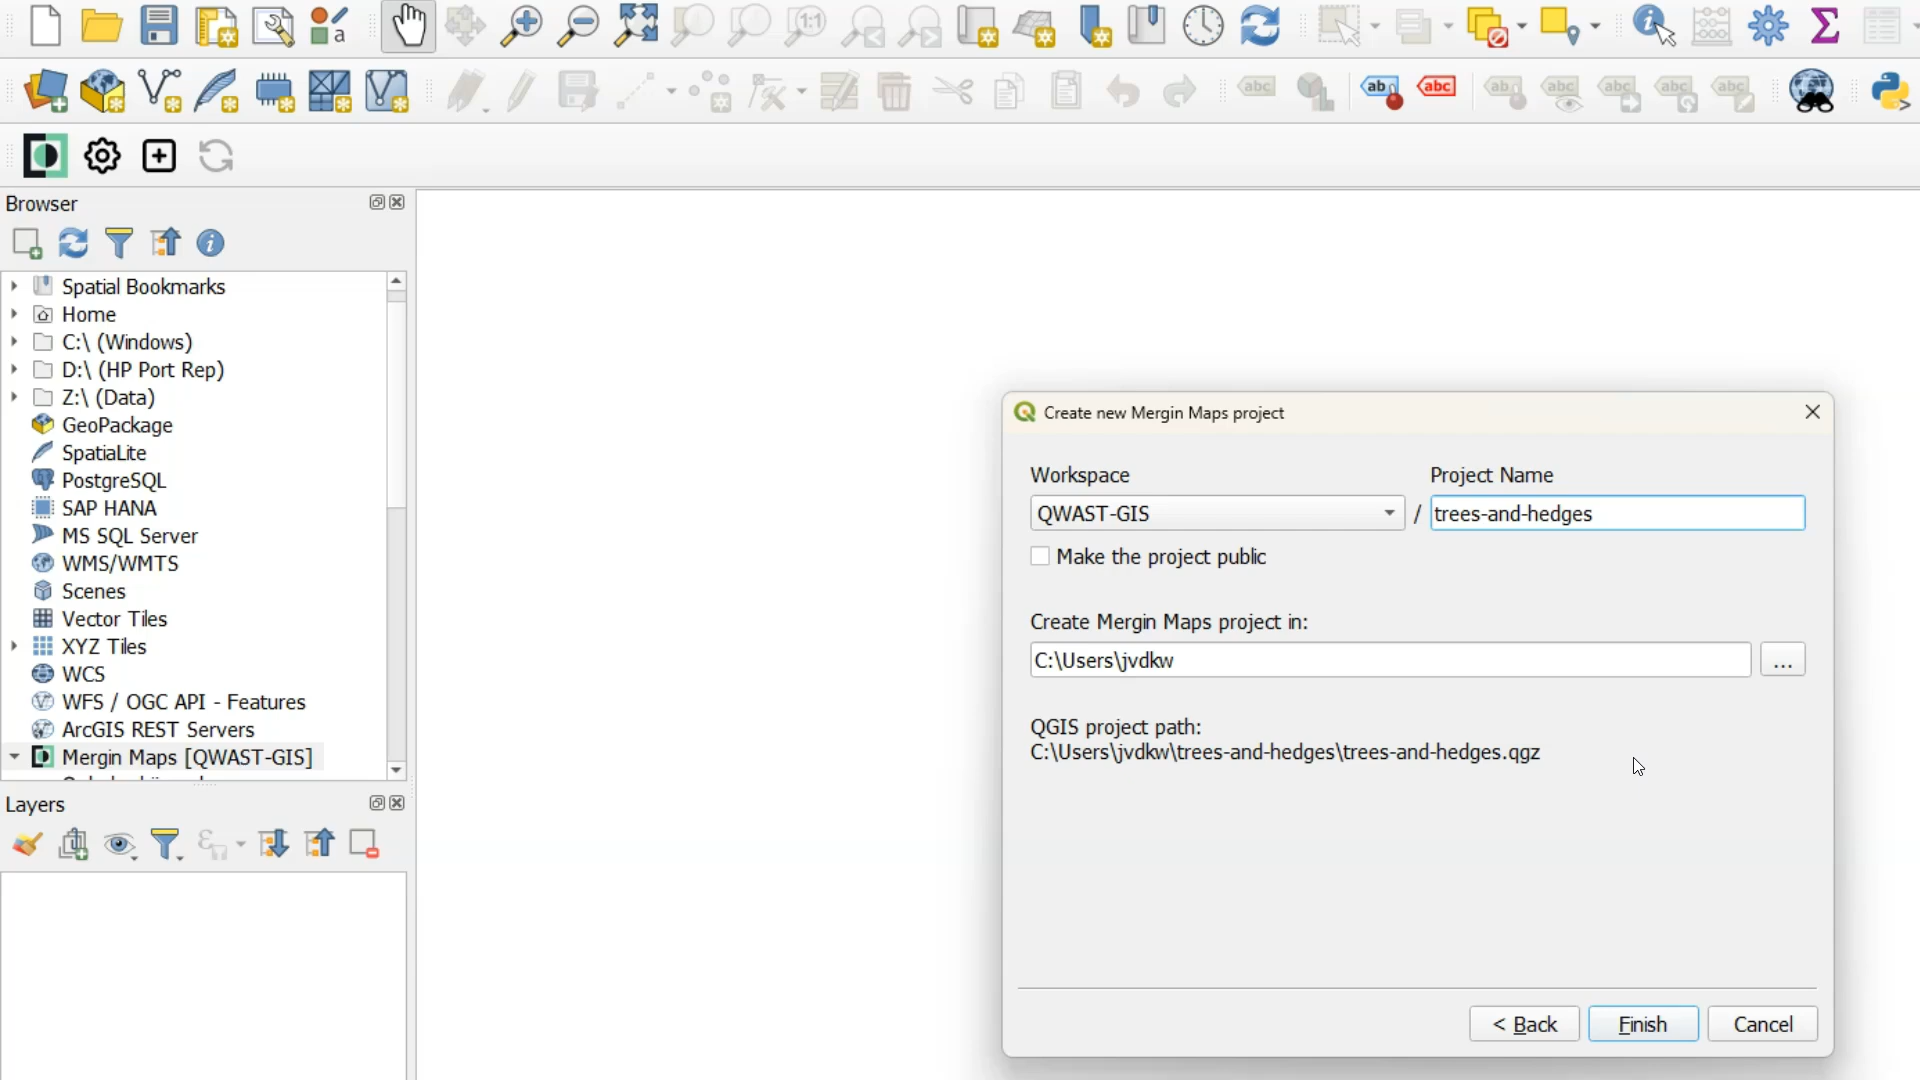 Browser
Spatial Bookmarks
Home
C:\ (Windows)
D:\ (HP Port Rep)
Z:\ (Data)
GeoPackage
SpatiaLite
PostgreSQL
SAP HANA
MS SQL Server
WMS/WMTS
Scenes
Vector Tiles
XYZ Tiles
WCS
WFS / OGC API - Features
ArcGIS REST Servers
Mergin Maps [QWAST-GIS]
Layers
Create new Mergin Maps project
Workspace
Project Name
QWAST-GIS
/
trees-and-hedges
Make the project public
Create Mergin Maps project in:
C:\Users\jvdkw
...
QGIS project path:
C:\Users\jvdkw\trees-and-hedges\trees-and-hedges.qgz
< Back
Finish
Cancel